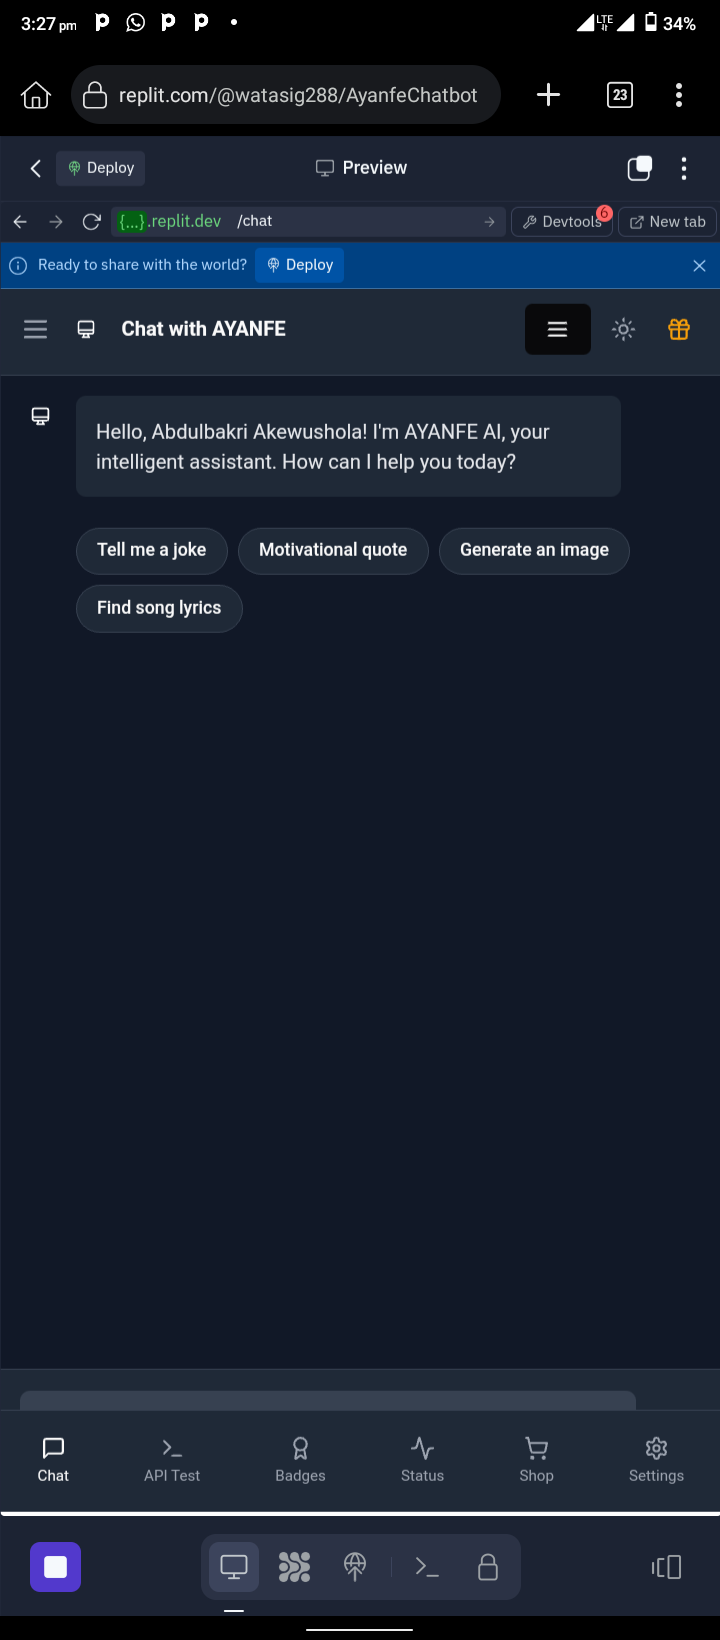 3:27 pm
LTE
34%
replit.com/@watasig288/AyanfeChatbot
23
Deploy
Preview
{...}.replit.dev /chat
Devtools
6
New tab
Ready to share with the world?
Deploy
Chat with AYANFE
Hello, Abdulbakri Akewushola! I'm AYANFE AI, your
intelligent assistant. How can I help you today?
Tell me a joke
Motivational quote
Generate an image
Find song lyrics
Chat
API Test
Badges
Status
Shop
Settings